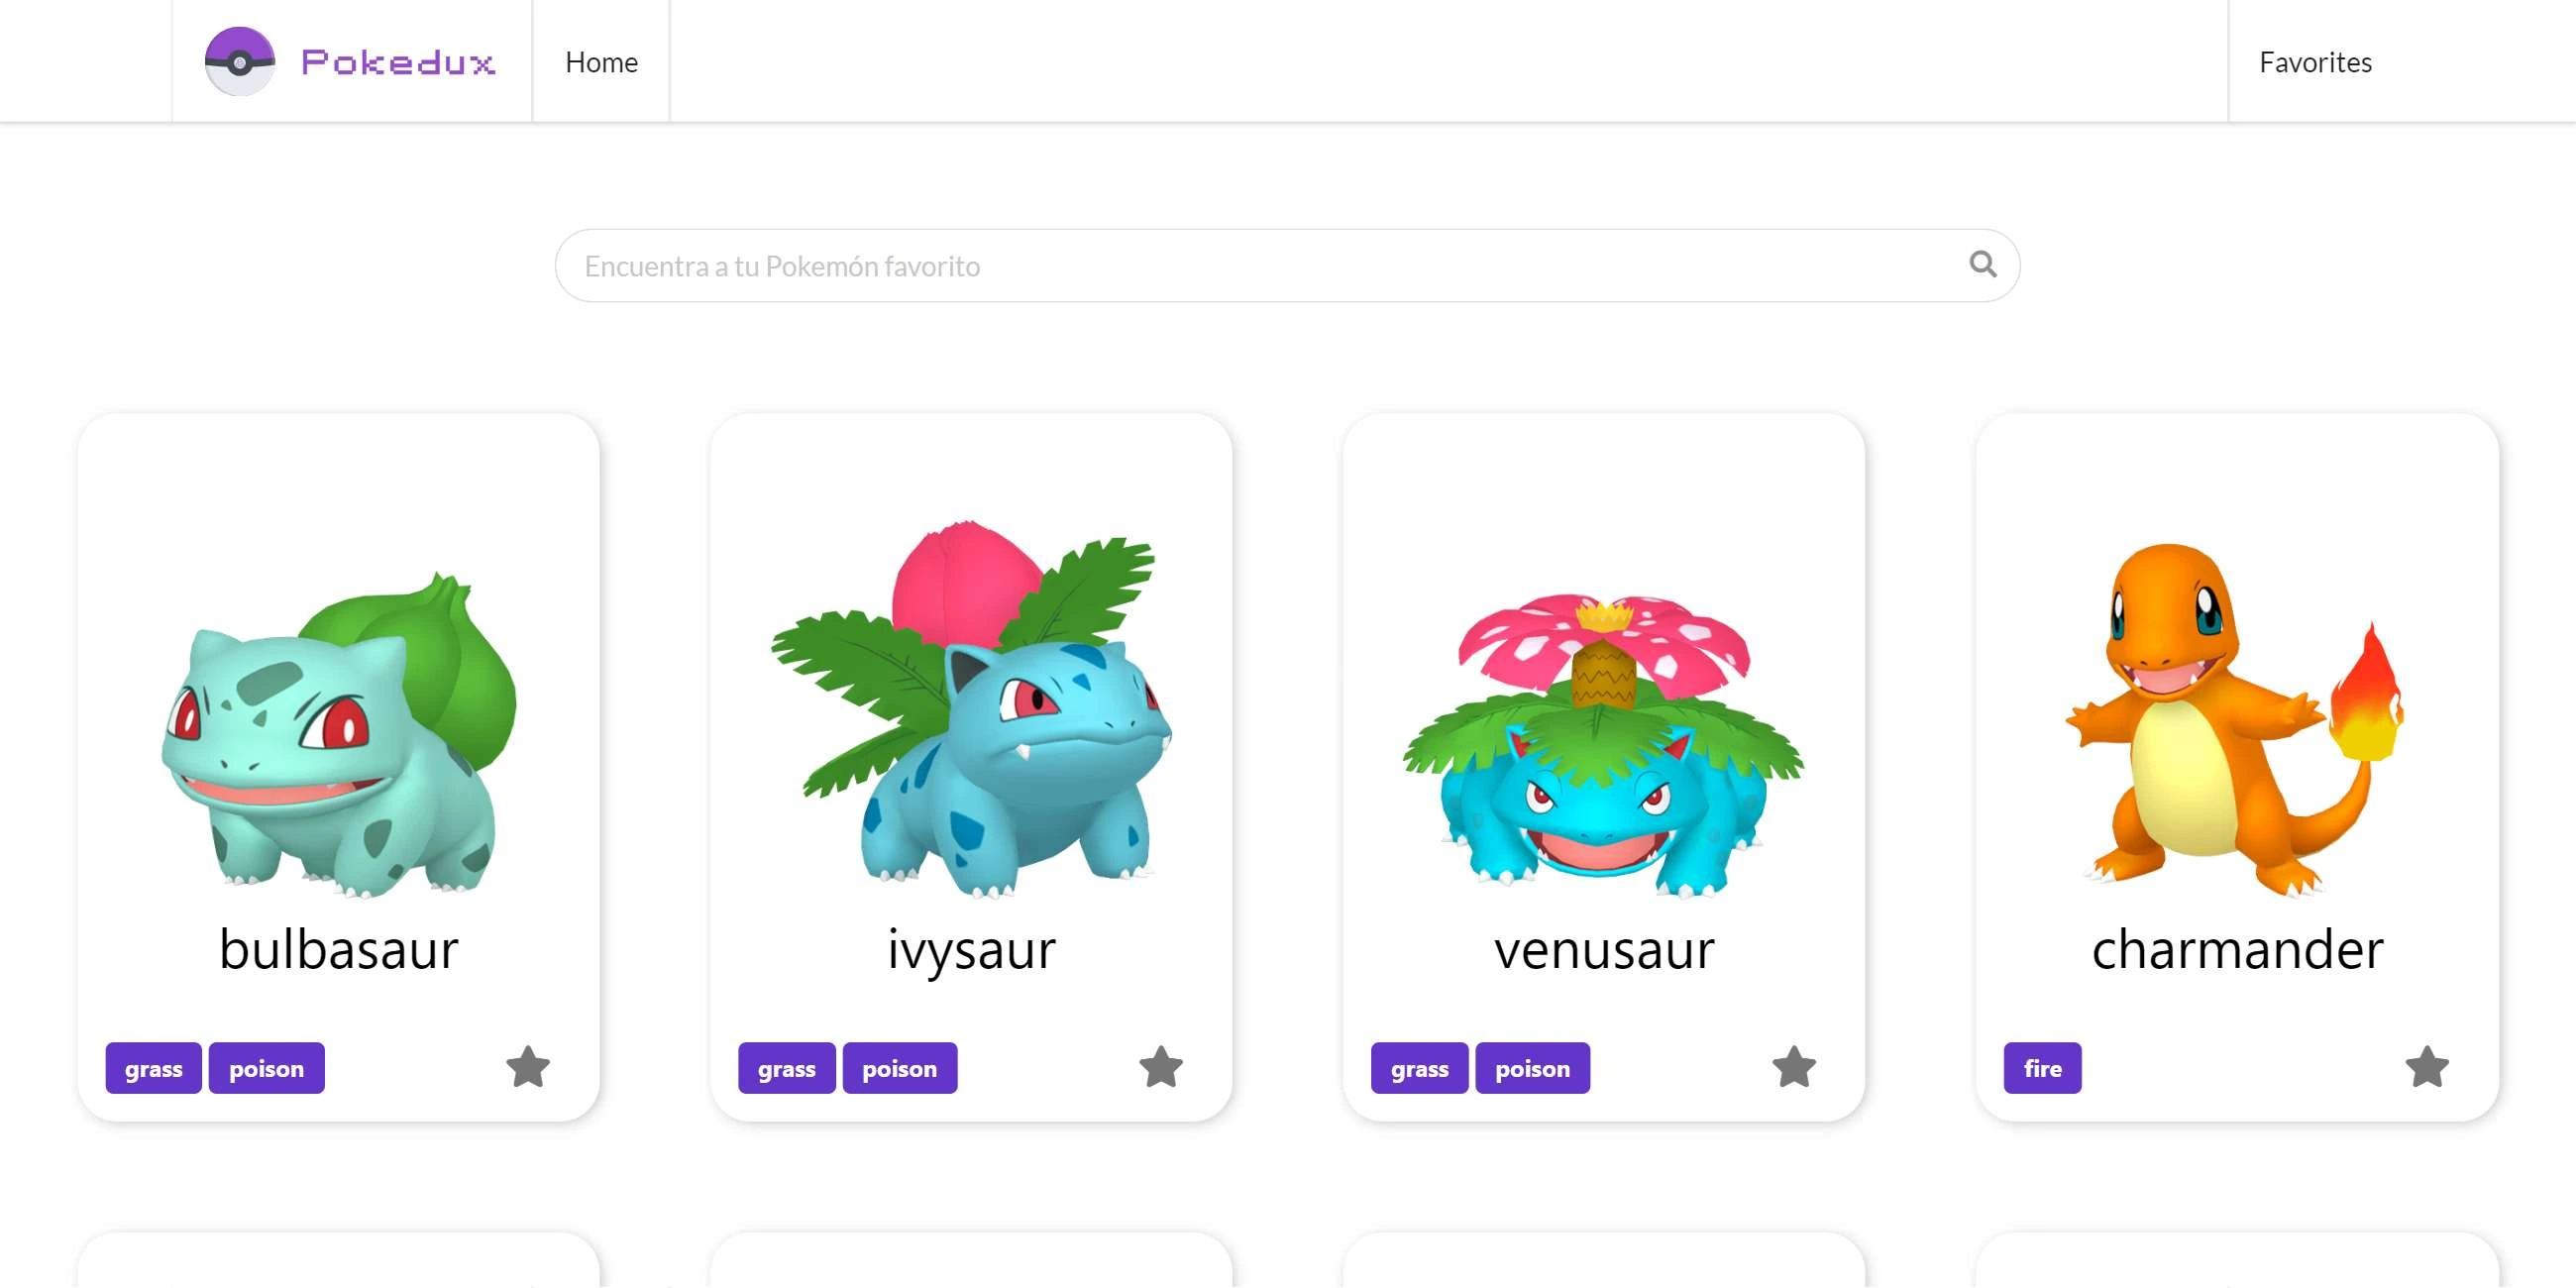 Pokedux
Home
Favorites
Encuentra a tu Pokemón favorito
bulbasaur
ivysaur
venusaur
charmander
grass poison
grass poison
grass poison
fire